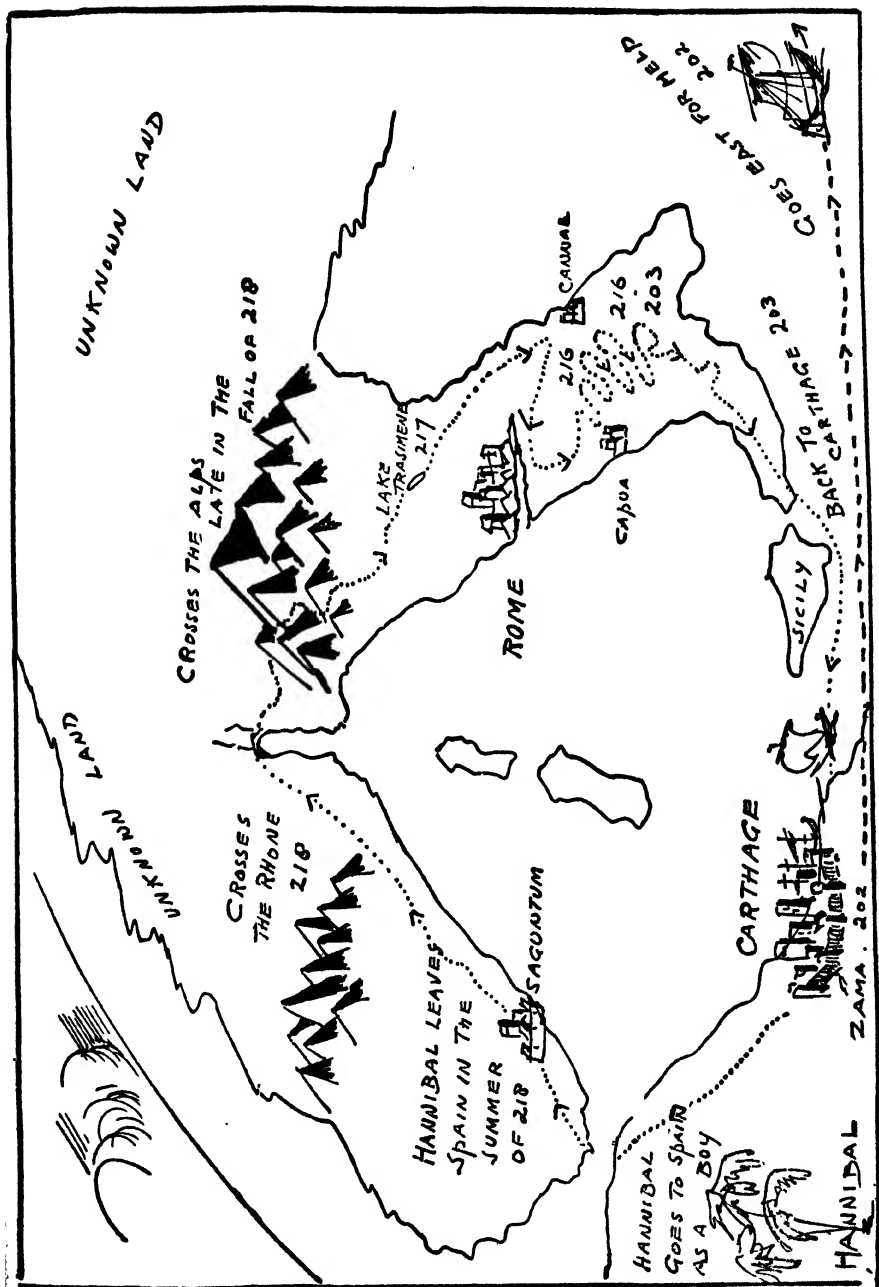 UNKNOWN LAND
UNKNOWN LAND
CROSSES THE ALPS
LATE IN THE
FALL OF 218
CROSSES
THE RHONE
218
HANNIBAL LEAVES
SPAIN IN THE
SUMMER
OF 218
SAGUNTUM
LAKE
TRASIMENE
217
ROME
CANNAE
216
216
203
CAPUA
GOES EAST FOR HELP
202
BACK TO
CARTHAGE 203
SICILY
CARTHAGE
ZAMA. 202
HANNIBAL
GOES TO SPAIN
AS A BOY
HANNIBAL